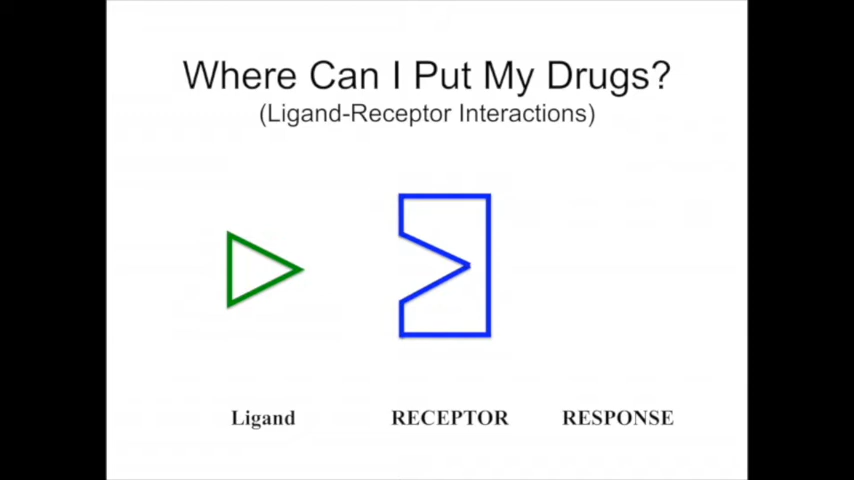 Where Can I Put My Drugs?
(Ligand-Receptor Interactions)
Ligand RECEPTOR RESPONSE